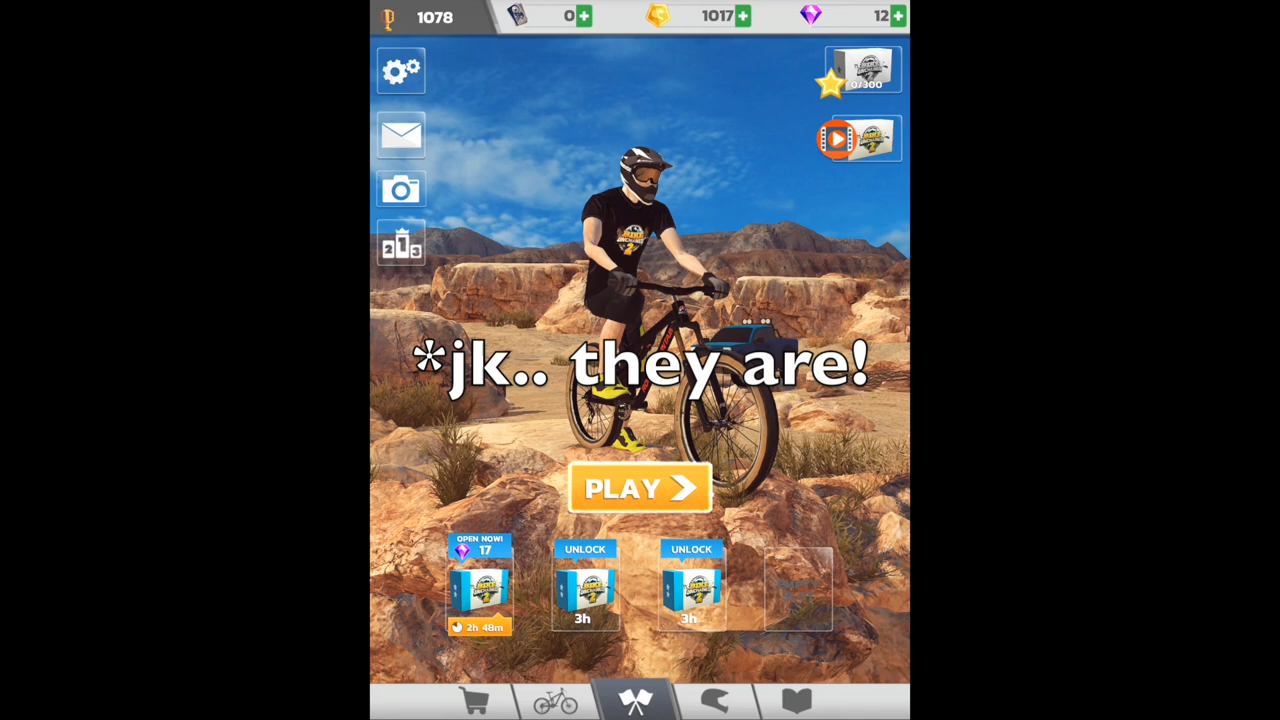 1078
0
1017
12
0/300
*jk.. they are!
PLAY
OPEN NOW!
17
UNLOCK
UNLOCK
2h 48m
3h
3h